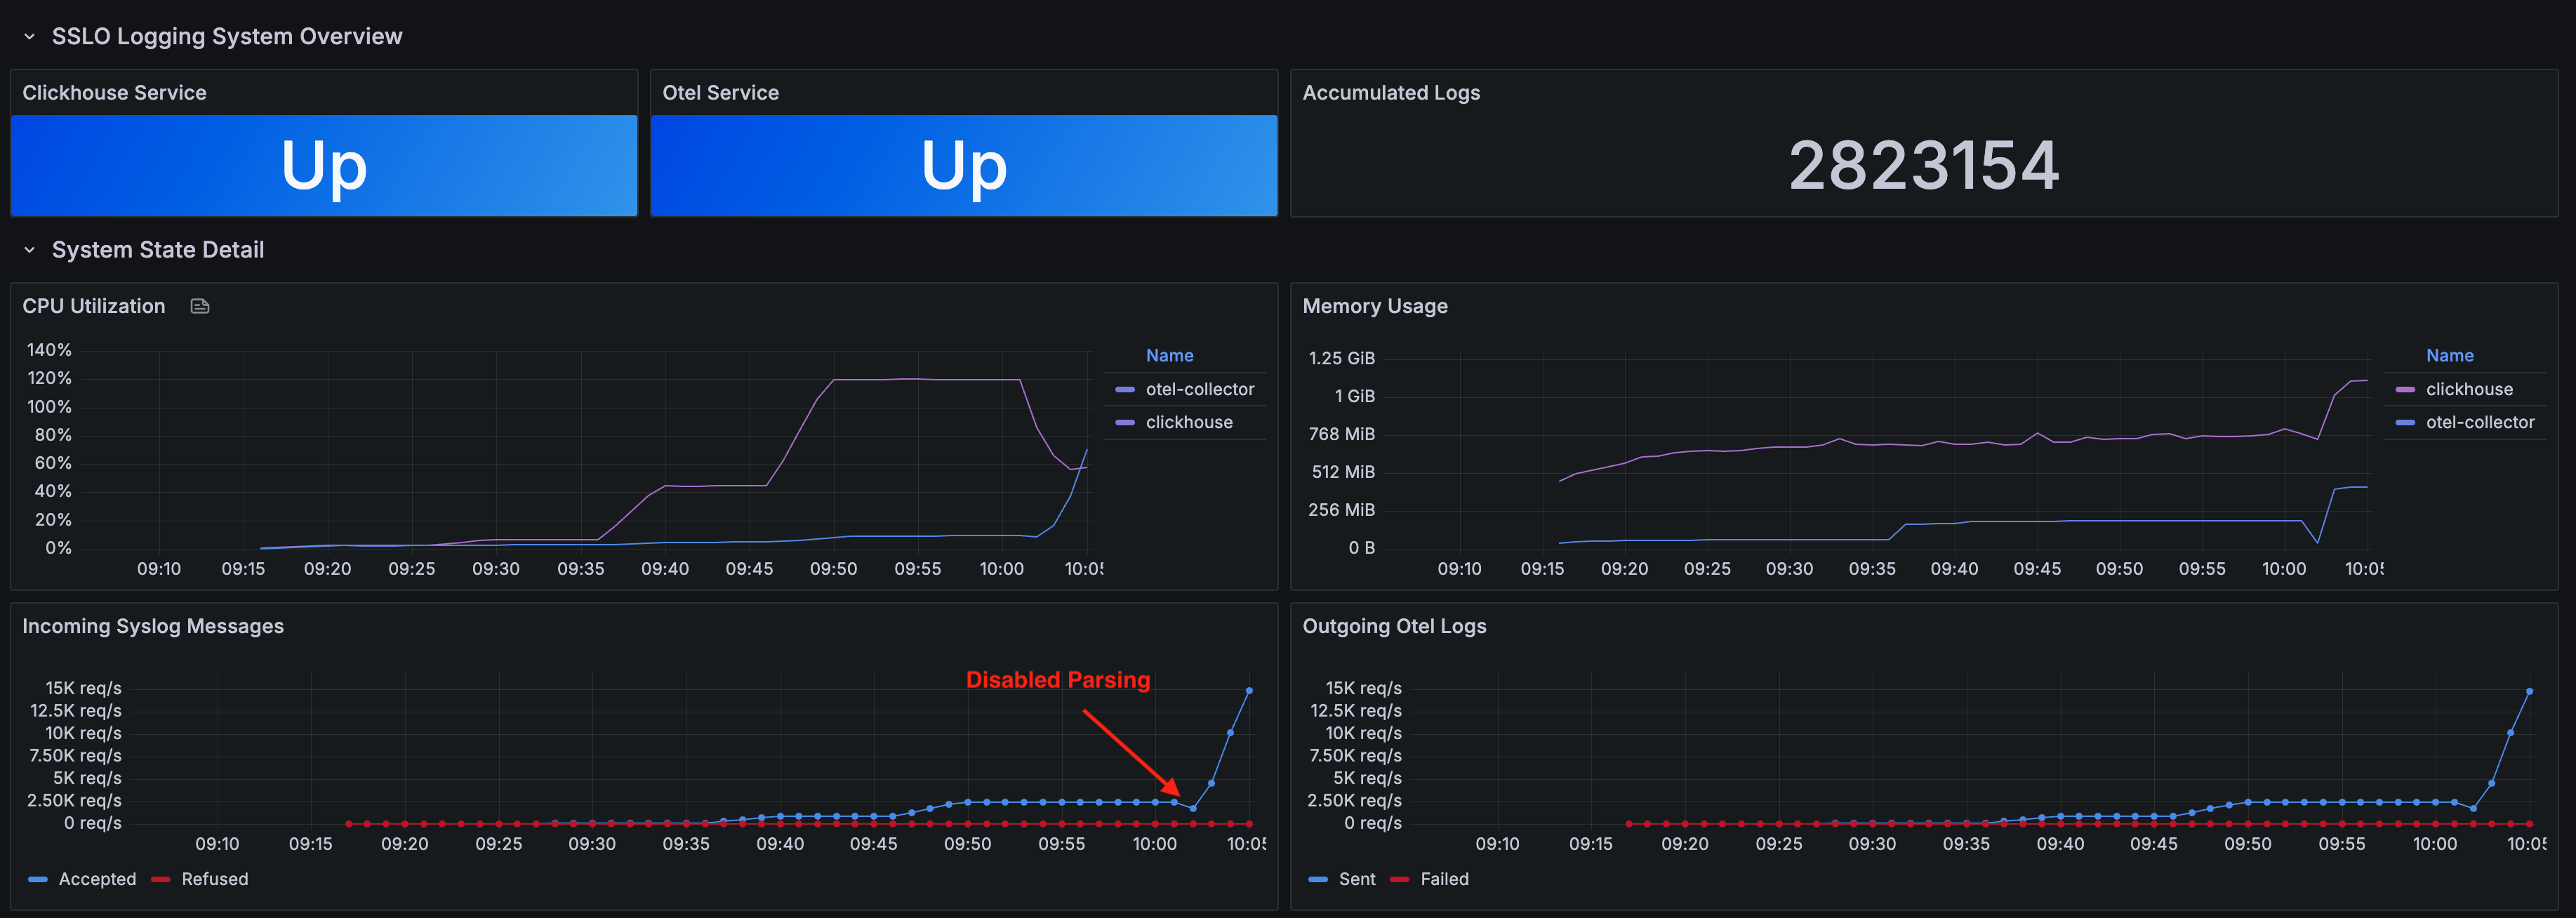 SSLO Logging System Overview
Clickhouse Service
Otel Service
Accumulated Logs
Up
Up
2823154
System State Detail
CPU Utilization
140%
120%
100%
80%
60%
40%
20%
0%
09:10 09:15 09:20 09:25 09:30 09:35 09:40 09:45 09:50 09:55 10:00 10:05
Name
otel-collector
clickhouse
Memory Usage
1.25 GiB
1 GiB
768 MiB
512 MiB
256 MiB
0 B
09:10 09:15 09:20 09:25 09:30 09:35 09:40 09:45 09:50 09:55 10:00 10:05
Name
clickhouse
otel-collector
Incoming Syslog Messages
Disabled Parsing
15K req/s
12.5K req/s
10K req/s
7.50K req/s
5K req/s
2.50K req/s
0 req/s
09:10 09:15 09:20 09:25 09:30 09:35 09:40 09:45 09:50 09:55 10:00 10:05
Accepted Refused
Outgoing Otel Logs
15K req/s
12.5K req/s
10K req/s
7.50K req/s
5K req/s
2.50K req/s
0 req/s
09:10 09:15 09:20 09:25 09:30 09:35 09:40 09:45 09:50 09:55 10:00 10:05
Sent Failed